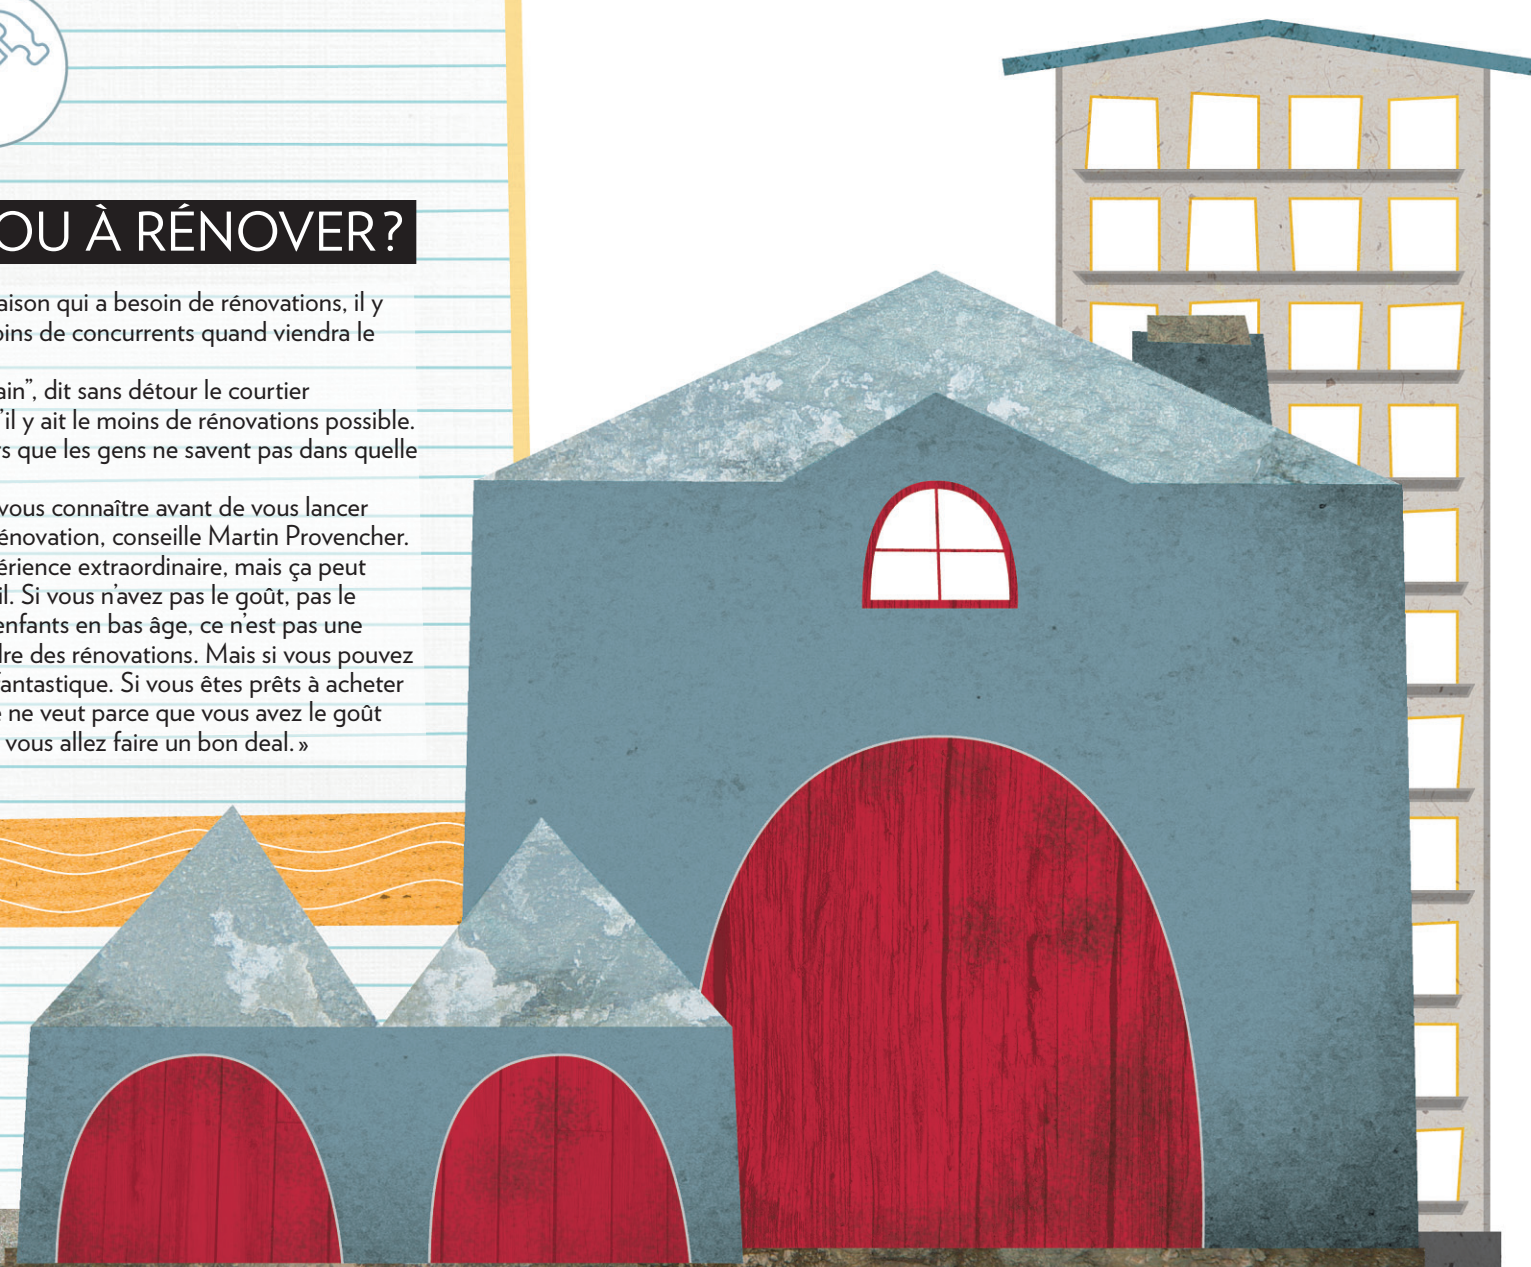 OU À RÉNOVER ?
aison qui a besoin de rénovations, il y
oins de concurrents quand viendra le
ain”, dit sans détour le courtier
’il y ait le moins de rénovations possible.
rs que les gens ne savent pas dans quelle
vous connaître avant de vous lancer
énovation, conseille Martin Provencher.
périence extraordinaire, mais ça peut
il. Si vous n’avez pas le goût, pas le
enfants en bas âge, ce n’est pas une
dre des rénovations. Mais si vous pouvez
fantastique. Si vous êtes prêts à acheter
e ne veut parce que vous avez le goût
vous allez faire un bon deal. »